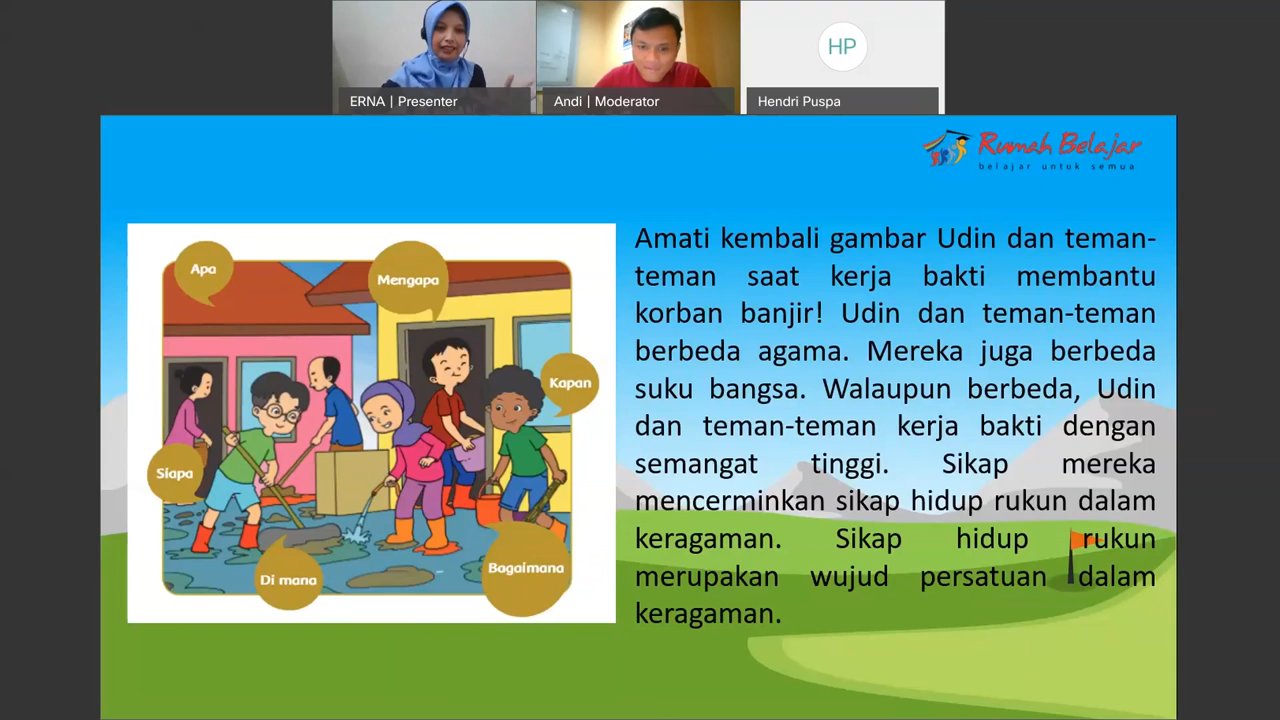 ERNA | Presenter
Andi | Moderator
HP
Hendri Puspa
Rumah Belajar
belajar untuk semua
Apa
Mengapa
Kapan
Siapa
Di mana
Bagaimana
Amati kembali gambar Udin dan teman-
teman saat kerja bakti membantu
korban banjir! Udin dan teman-teman
berbeda agama. Mereka juga berbeda
suku bangsa. Walaupun berbeda, Udin
dan teman-teman kerja bakti dengan
semangat tinggi. Sikap mereka
mencerminkan sikap hidup rukun dalam
keragaman. Sikap hidup rukun
merupakan wujud persatuan dalam
keragaman.